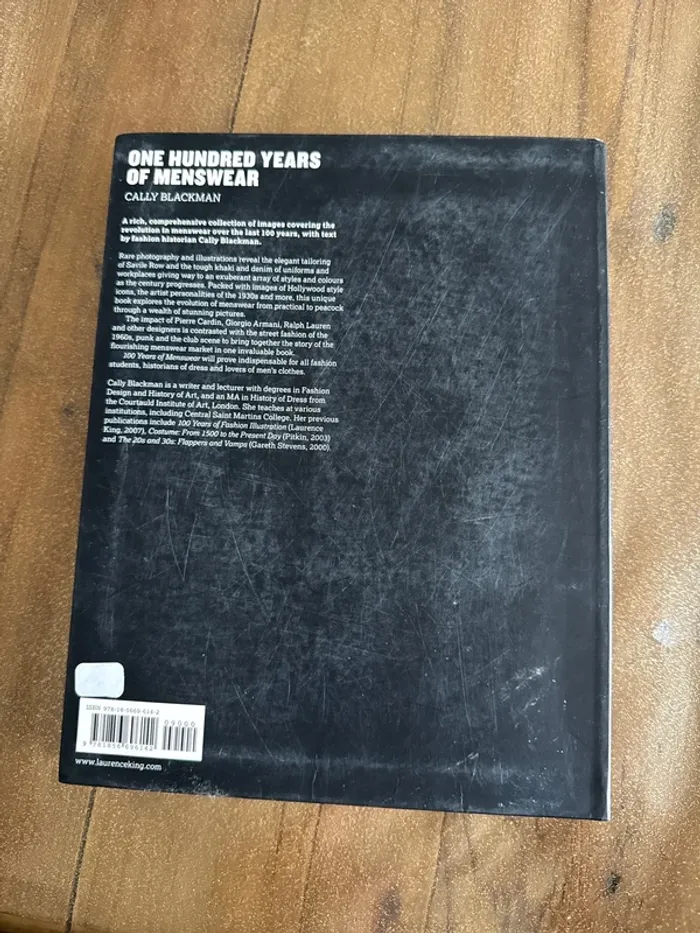 ONE HUNDRED YEARS
OF MENSWEAR
CALLY BLACKMAN
A rich, comprehensive collection of images covering the
revolution in menswear over the last 100 years, with text
by fashion historian Cally Blackman.
Rare photography and illustrations reveal the elegant tailoring
of Savile Row and the tough khaki and denim of uniforms and
workplaces giving way to an exuberant array of styles and colours
as the century progresses. Packed with images of Hollywood style
icons, the artist personalities of the 1930s and more, this unique
book explores the evolution of menswear from practical to peacock
through a wealth of stunning pictures.
The impact of Pierre Cardin, Giorgio Armani, Ralph Lauren
and other designers is contrasted with the street fashion of the
1960s, punk and the club scene to bring together the story of the
flourishing menswear market in one invaluable book.
100 Years of Menswear will prove indispensable for all fashion
students, historians of dress and lovers of men's clothes.
Cally Blackman is a writer and lecturer with degrees in Fashion
Design and History of Art, and an MA in History of Dress from
the Courtauld Institute of Art, London. She teaches at various
institutions, including Central Saint Martins College. Her previous
publications include 100 Years of Fashion Illustration (Laurence
King, 2007), Costume: From 1500 to the Present Day (Pitkin, 2003)
and The 20s and 30s: Flappers and Vamps (Gareth Stevens, 2000).
ISBN 978-18-5669-614-2
09000
9 781856 696142
www.laurenceking.com